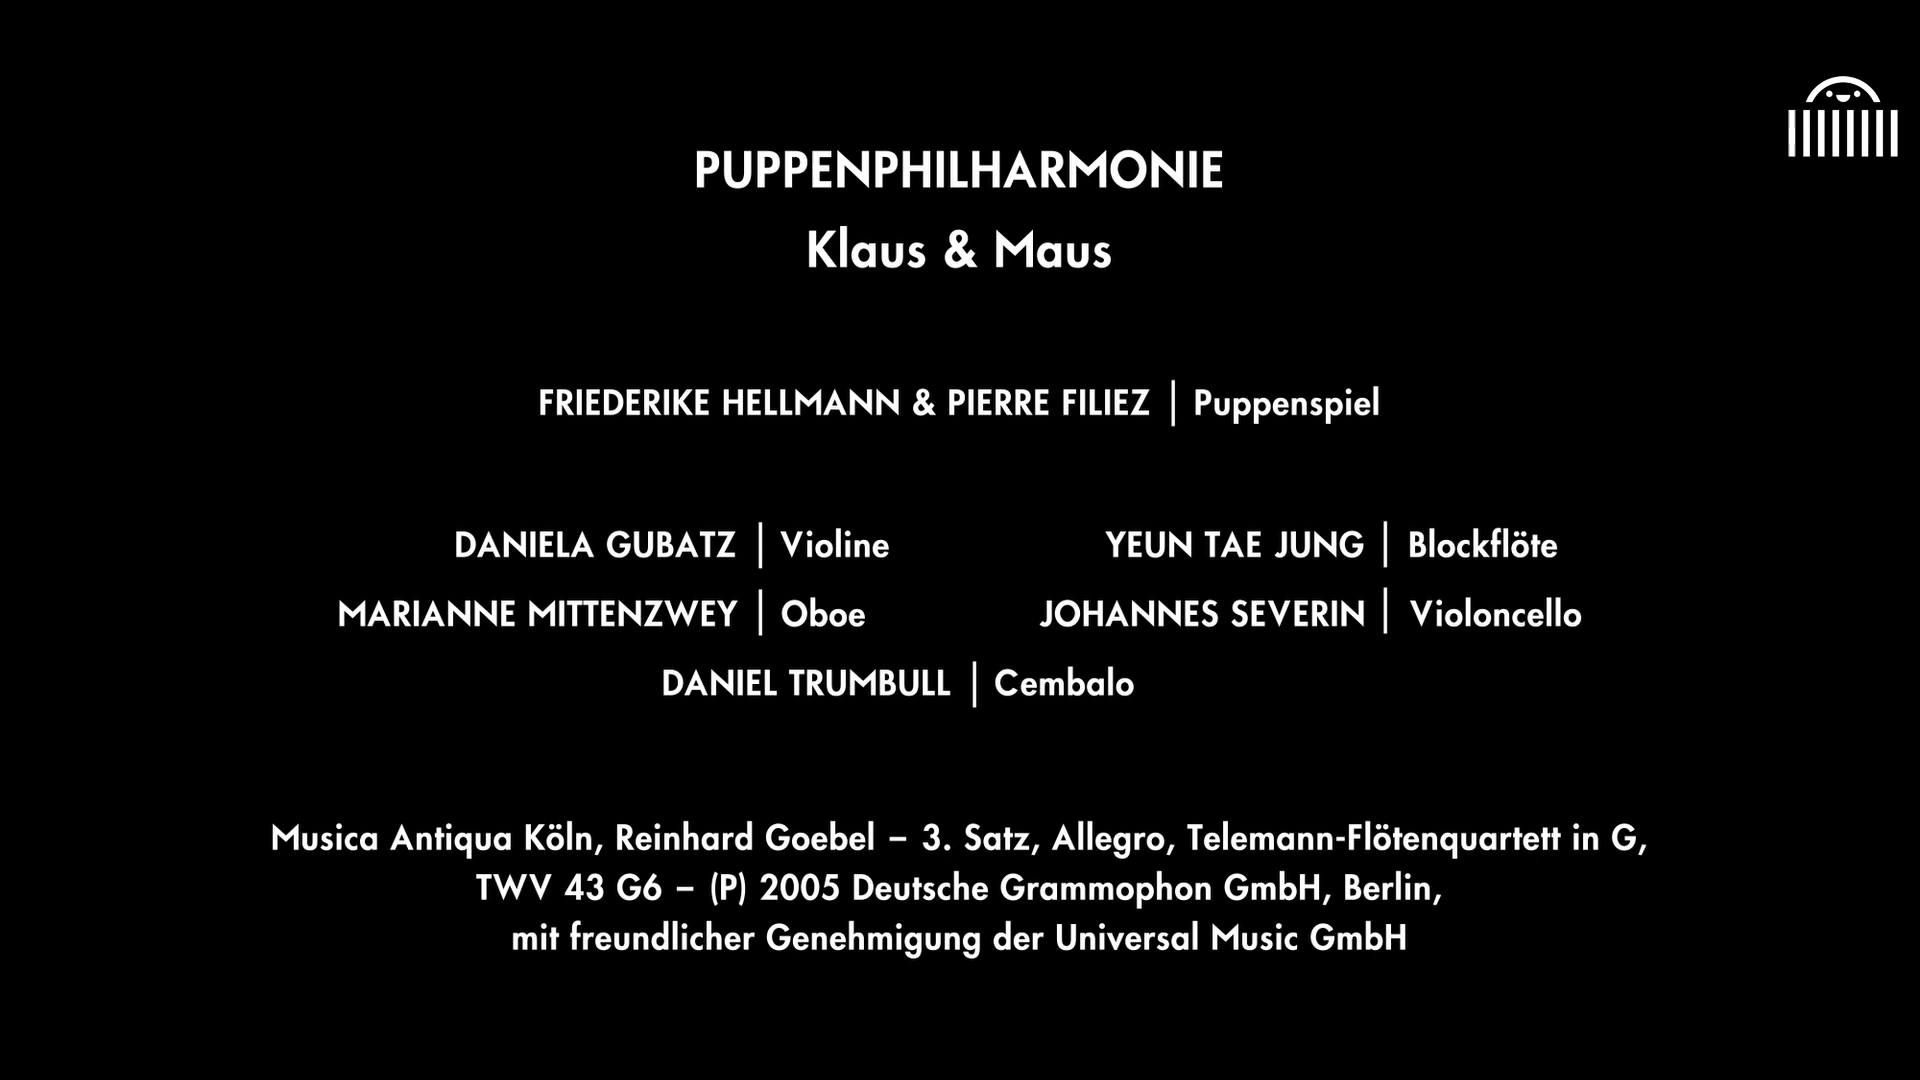 PUPPENPHILHARMONIE
Klaus & Maus
FRIEDERIKE HELLMANN & PIERRE FILIEZ | Puppenspiel
DANIELA GUBATZ | Violine
YEUN TAE JUNG | Blockflöte
MARIANNE MITTENZWEY | Oboe
JOHANNES SEVERIN | Violoncello
DANIEL TRUMBULL | Cembalo
Musica Antiqua Köln, Reinhard Goebel – 3. Satz, Allegro, Telemann-Flötenquartett in G,
TWV 43 G6 – (P) 2005 Deutsche Grammophon GmbH, Berlin,
mit freundlicher Genehmigung der Universal Music GmbH